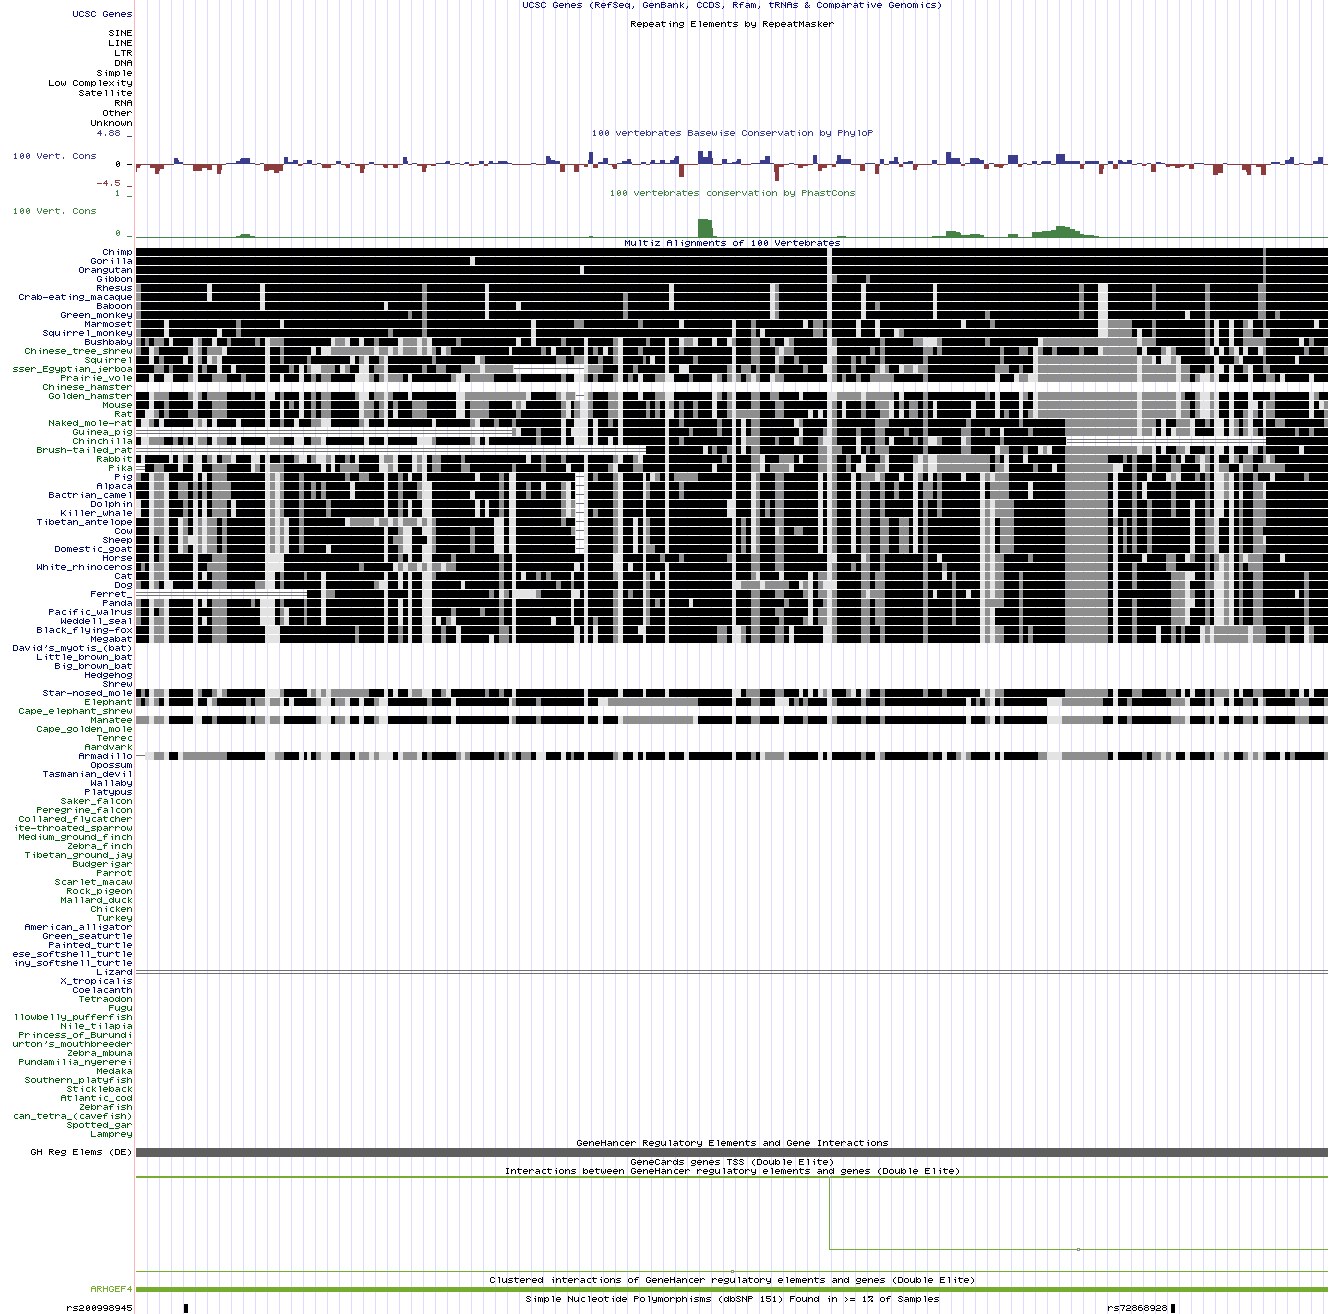 UCSC Genes (RefSeq, GenBank, CCDS, Rfam, tRNAs & Comparative Genomics)
UCSC Genes
Repeating Elements by RepeatMasker
SINE
LINE
LTR
DNA
Simple
Low Complexity
Satellite
RNA
Other
Unknown
4.88 _
100 vertebrates Basewise Conservation by PhyloP
100 Vert. Cons
0 _
-4.5 _
1 _
100 vertebrates conservation by PhastCons
100 Vert. Cons
0 _
Multiz Alignments of 100 Vertebrates
Chimp
Gorilla
Orangutan
Gibbon
Rhesus
Crab-eating_macaque
Baboon
Green_monkey
Marmoset
Squirrel_monkey
Bushbaby
Chinese_tree_shrew
Squirrel
sser_Egyptian_jerboa
Prairie_vole
Chinese_hamster
Golden_hamster
Mouse
Rat
Naked_mole-rat
Guinea_pig
Chinchilla
Brush-tailed_rat
Rabbit
Pika
Pig
Alpaca
Bactrian_camel
Dolphin
Killer_whale
Tibetan_antelope
Cow
Sheep
Domestic_goat
Horse
White_rhinoceros
Cat
Dog
Ferret_
Panda
Pacific_walrus
Weddell_seal
Black_flying-fox
Megabat
David's_myotis_(bat)
Little_brown_bat
Big_brown_bat
Hedgehog
Shrew
Star-nosed_mole
Elephant
Cape_elephant_shrew
Manatee
Cape_golden_mole
Tenrec
Aardvark
Armadillo
Opossum
Tasmanian_devil
Wallaby
Platypus
Saker_falcon
Peregrine_falcon
Collared_flycatcher
ite-throated_sparrow
Medium_ground_finch
Zebra_finch
Tibetan_ground_jay
Budgerigar
Parrot
Scarlet_macaw
Rock_pigeon
Mallard_duck
Chicken
Turkey
American_alligator
Green_seaturtle
Painted_turtle
ese_softshell_turtle
iny_softshell_turtle
Lizard
X_tropicalis
Coelacanth
Tetraodon
Fugu
llowbelly_pufferfish
Nile_tilapia
Princess_of_Burundi
urton's_mouthbreeder
Zebra_mbuna
Pundamilia_nyererei
Medaka
Southern_platyfish
Stickleback
Atlantic_cod
Zebrafish
can_tetra_(cavefish)
Spotted_gar
Lamprey
GeneHancer Regulatory Elements and Gene Interactions
GH Reg Elems (DE)
GeneCards genes TSS (Double Elite)
Interactions between GeneHancer regulatory elements and genes (Double Elite)
Clustered interactions of GeneHancer regulatory elements and genes (Double Elite)
ARHGEF4
Simple Nucleotide Polymorphisms (dbSNP 151) Found in >= 1% of Samples
rs200998945
rs72868928